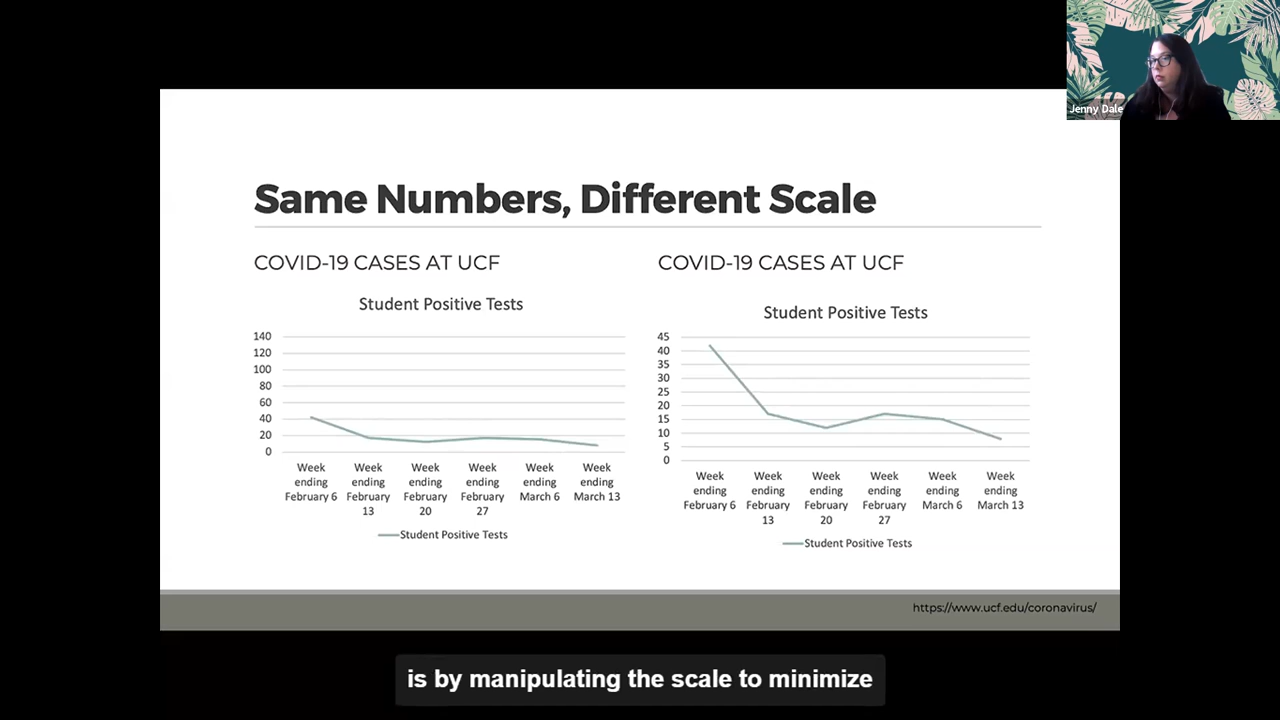 Jenny Dale
Same Numbers, Different Scale
COVID-19 CASES AT UCF
Student Positive Tests
140
120
100
80
60
40
20
0
Week ending February 6
Week ending February 13
Week ending February 20
Week ending February 27
Week ending March 6
Week ending March 13
Student Positive Tests
COVID-19 CASES AT UCF
Student Positive Tests
45
40
35
30
25
20
15
10
5
0
Week ending February 6
Week ending February 13
Week ending February 20
Week ending February 27
Week ending March 6
Week ending March 13
Student Positive Tests
https://www.ucf.edu/coronavirus/
is by manipulating the scale to minimize